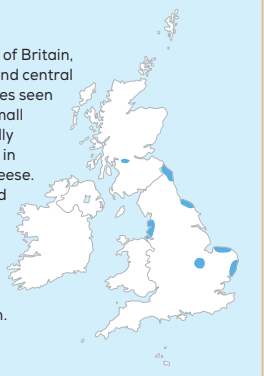 of Britain,
nd central
es seen
mall
lly
in
eese.
d
n.